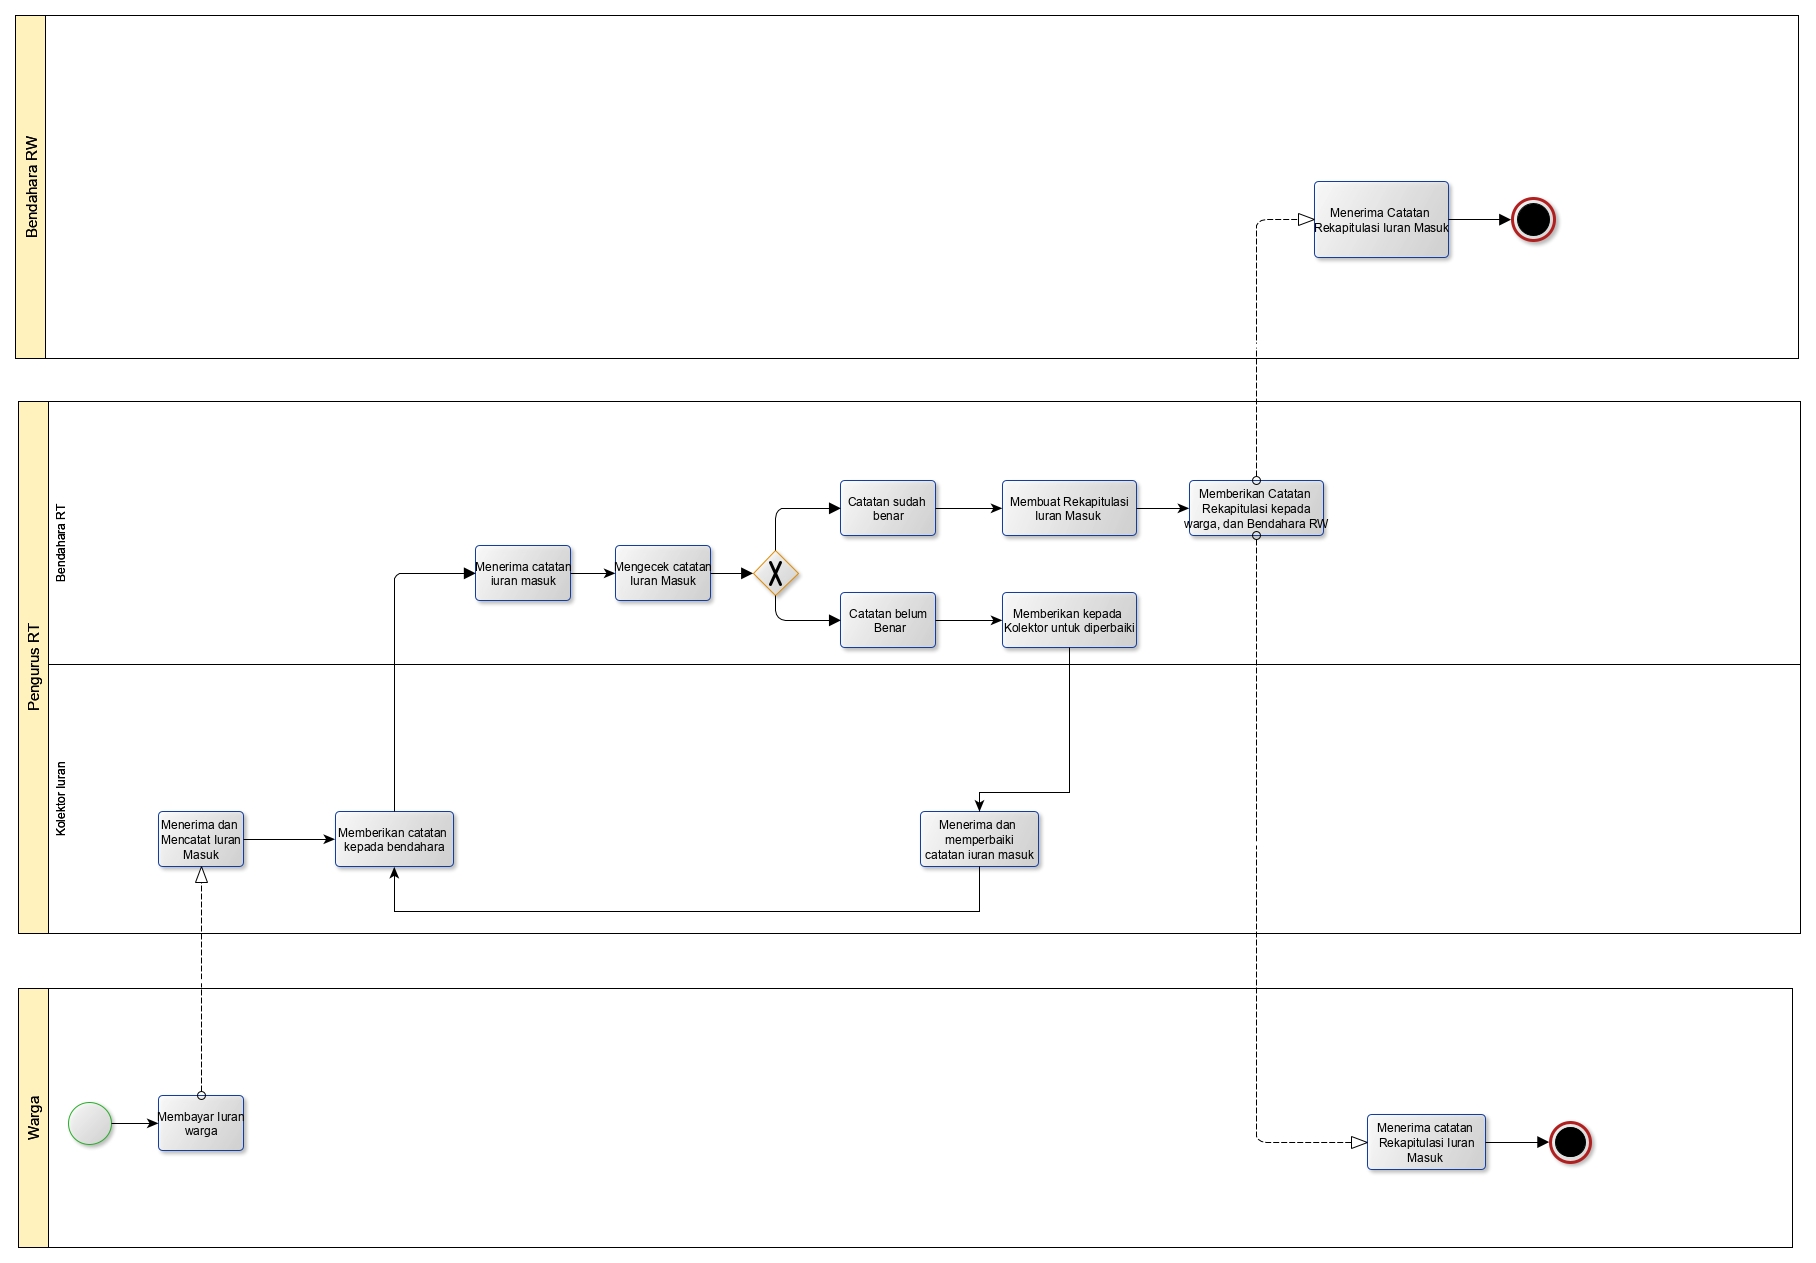 Bendahara RW
Menerima Catatan
Rekapitulasi Iuran Masuk
Pengurus RT
Bendahara RT
Menerima catatan
iuran masuk
Mengecek catatan
Iuran Masuk
X
Catatan sudah
benar
Membuat Rekapitulasi
Iuran Masuk
Memberikan Catatan
Rekapitulasi kepada
warga, dan Bendahara RW
Catatan belum
Benar
Memberikan kepada
Kolektor untuk diperbaiki
Kolektor Iuran
Menerima dan
Mencatat Iuran
Masuk
Memberikan catatan
kepada bendahara
Menerima dan
memperbaiki
catatan iuran masuk
Warga
Membayar Iuran
warga
Menerima catatan
Rekapitulasi Iuran
Masuk